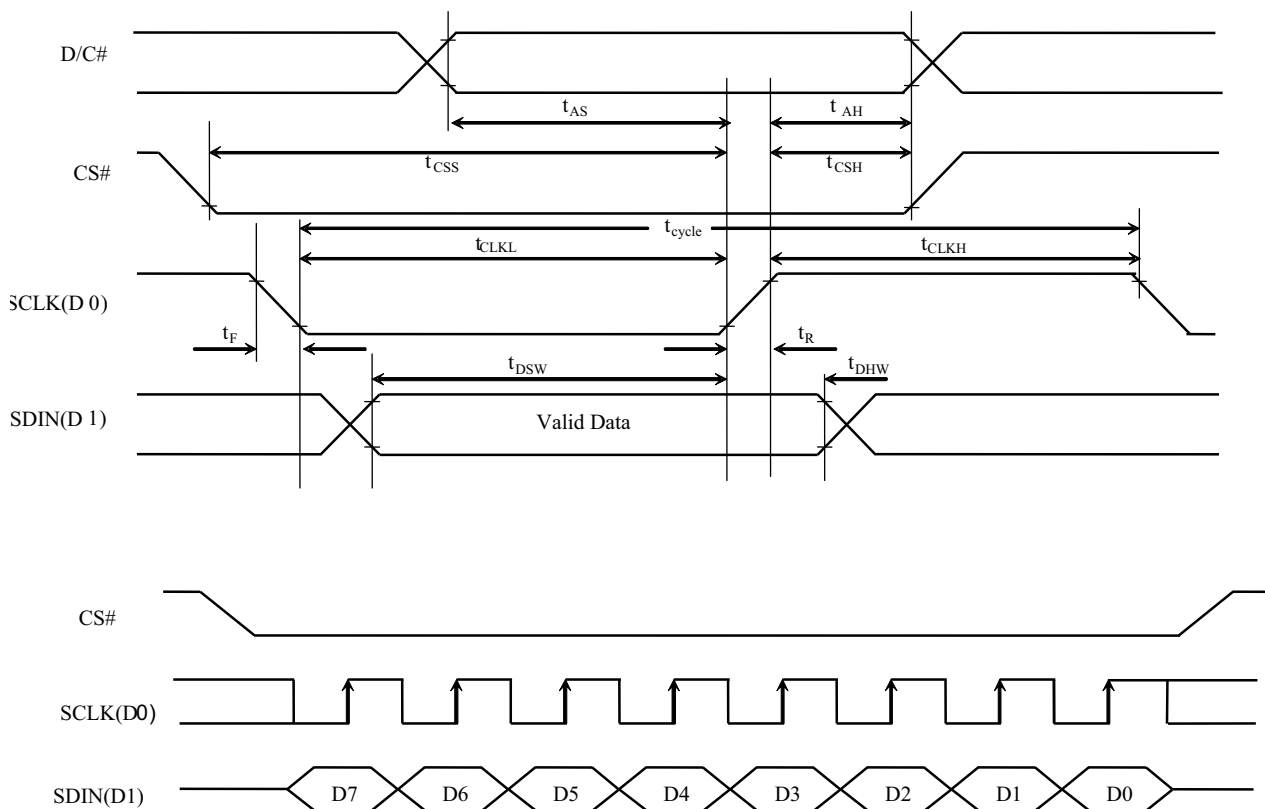 D/C#
tAS
t AH
CS#
tCSS
tCSH
tcycle
tCLKL
tCLKH
SCLK(D 0)
tF
tR
tDSW
tDHW
SDIN(D 1)
Valid Data
CS#
SCLK(D0)
SDIN(D1)
D7 D6 D5 D4 D3 D2 D1 D0